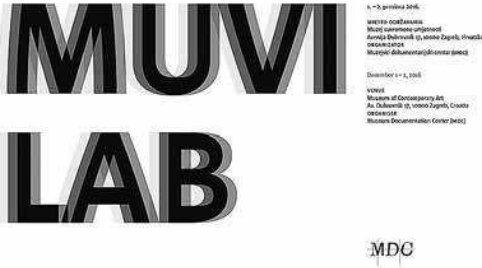 MUVI
LAB
1. – 2. prosinca 2016.
MJESTO ODRŽAVANJA
Muzej suvremene umjetnosti
Avenija Dubrovnik 17, 10000 Zagreb, Hrvatska
ORGANIZATOR
Muzejski dokumentacijski centar (MDC)
December 1 – 2, 2016
VENUE
Museum of Contemporary Art
Av. Dubrovnik 17, 10000 Zagreb, Croatia
ORGANISER
Museum Documentation Center (MDC)
MDC